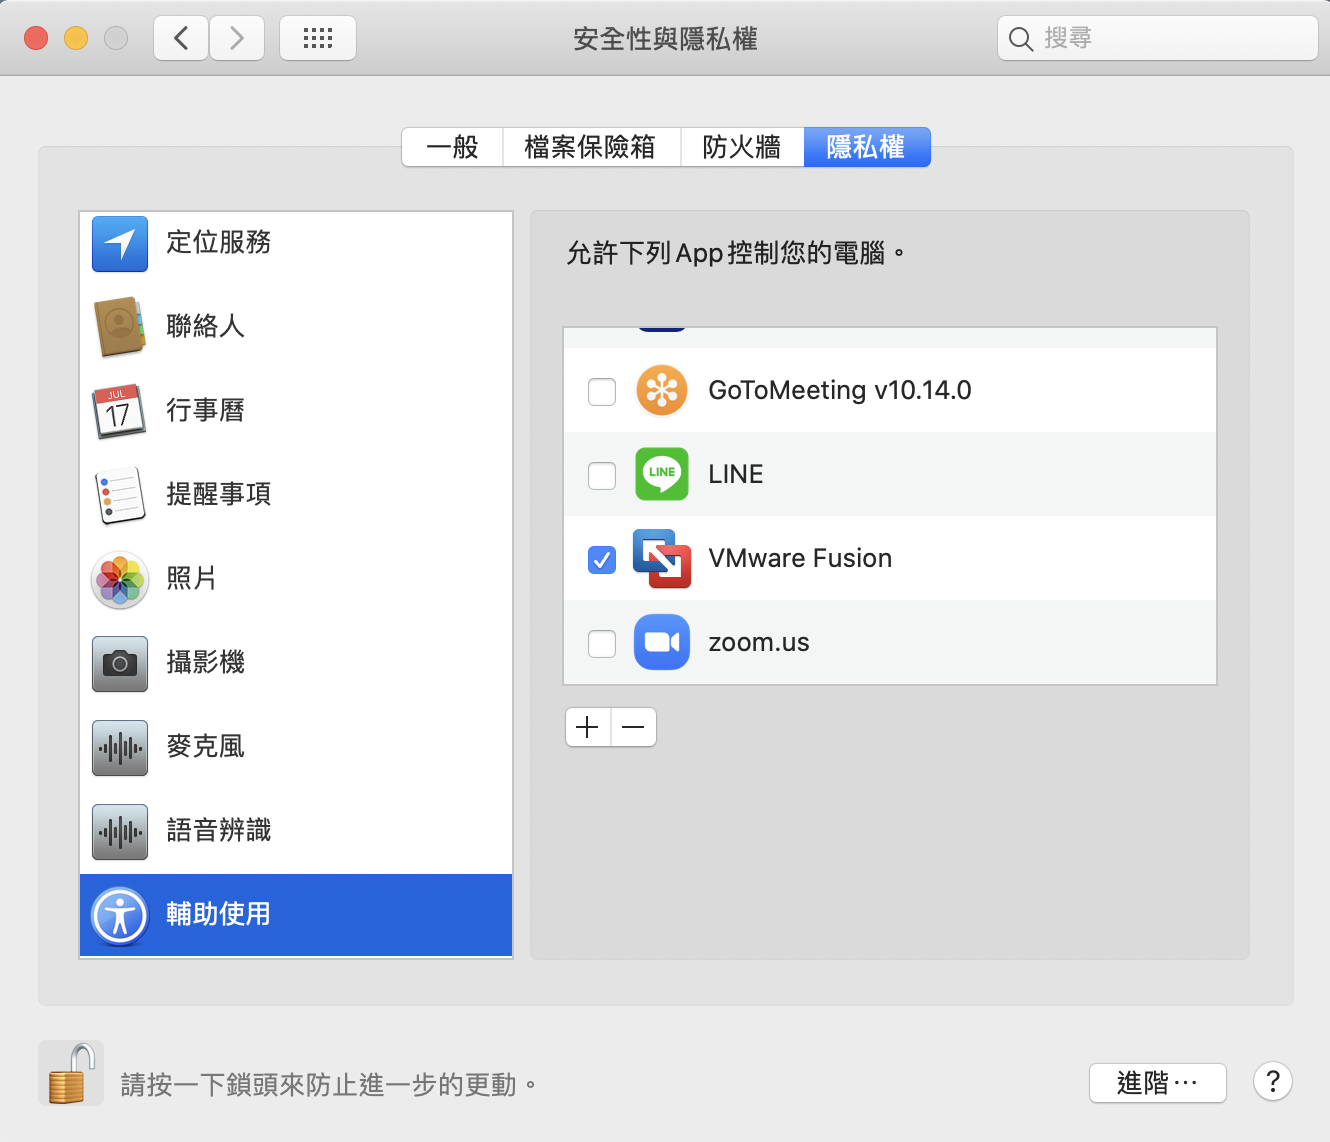 安全性與隱私權
搜尋
一般
檔案保險箱
防火牆
隱私權
定位服務
聯絡人
JUL
17
行事曆
提醒事項
照片
攝影機
麥克風
語音辨識
輔助使用
允許下列 App 控制您的電腦。
GoToMeeting v10.14.0
LINE
LINE
VMware Fusion
zoom.us
請按一下鎖頭來防止進一步的更動。
進階⋯
?